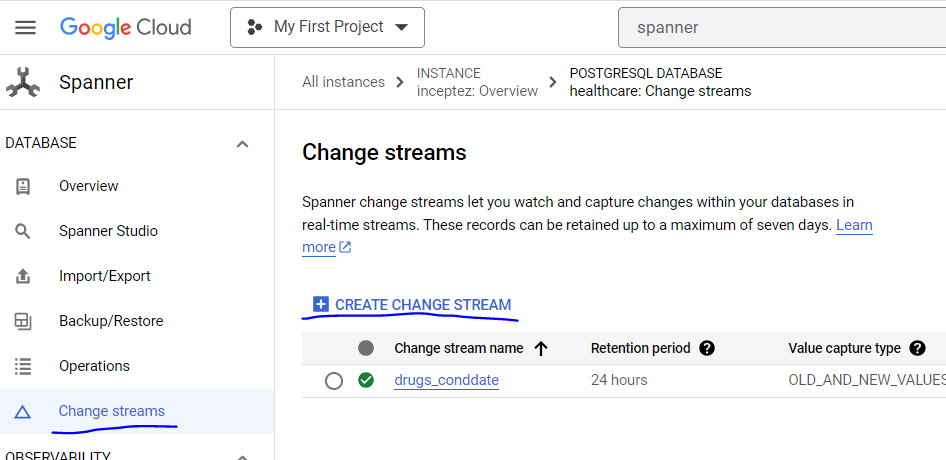 Google Cloud
My First Project
spanner
Spanner
All instances
INSTANCE
inceptez: Overview
POSTGRESQL DATABASE
healthcare: Change streams
DATABASE
Overview
Spanner Studio
Import/Export
Backup/Restore
Operations
Change streams
OBSERVABILITY
Change streams
Spanner change streams let you watch and capture changes within your databases in
real-time streams. These records can be retained up to a maximum of seven days. Learn
more
CREATE CHANGE STREAM
Change stream name Retention period Value capture type
drugs_conddate 24 hours OLD_AND_NEW_VALUES